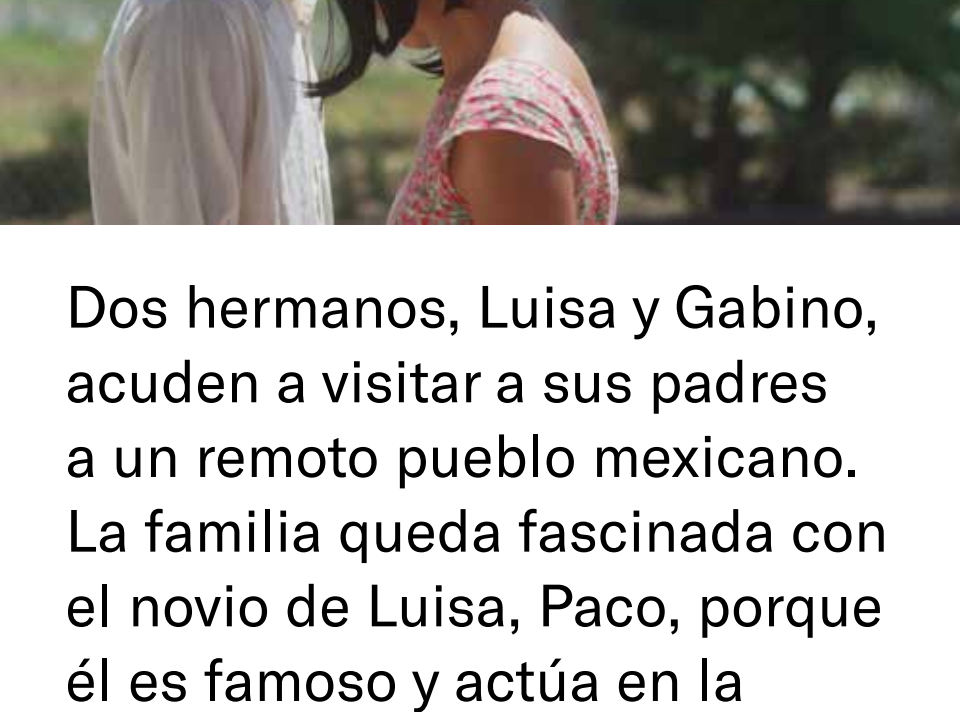 Dos hermanos, Luisa y Gabino,
acuden a visitar a sus padres
a un remoto pueblo mexicano.
La familia queda fascinada con
el novio de Luisa, Paco, porque
él es famoso y actúa en la